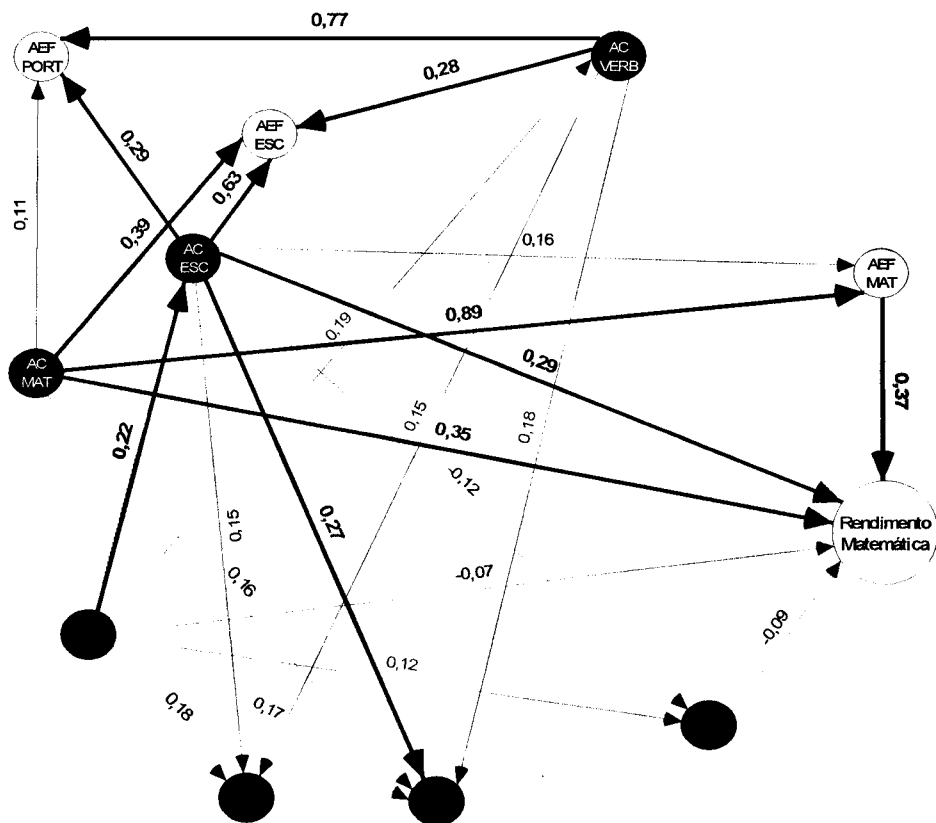 0,77
AEF
PORT
AC
VERB
0,28
AEF
ESC
0,29
0,63
0,11
0,39
AC
ESC
0,16
AEF
MAT
0,89
0,19
0,29
AC
MAT
0,37
0,15
0,18
0,35
0,22
-0,12
0,15
0,27
Rendimento
Matemática
0,16
-0,07
-0,09
0,12
0,18
0,17